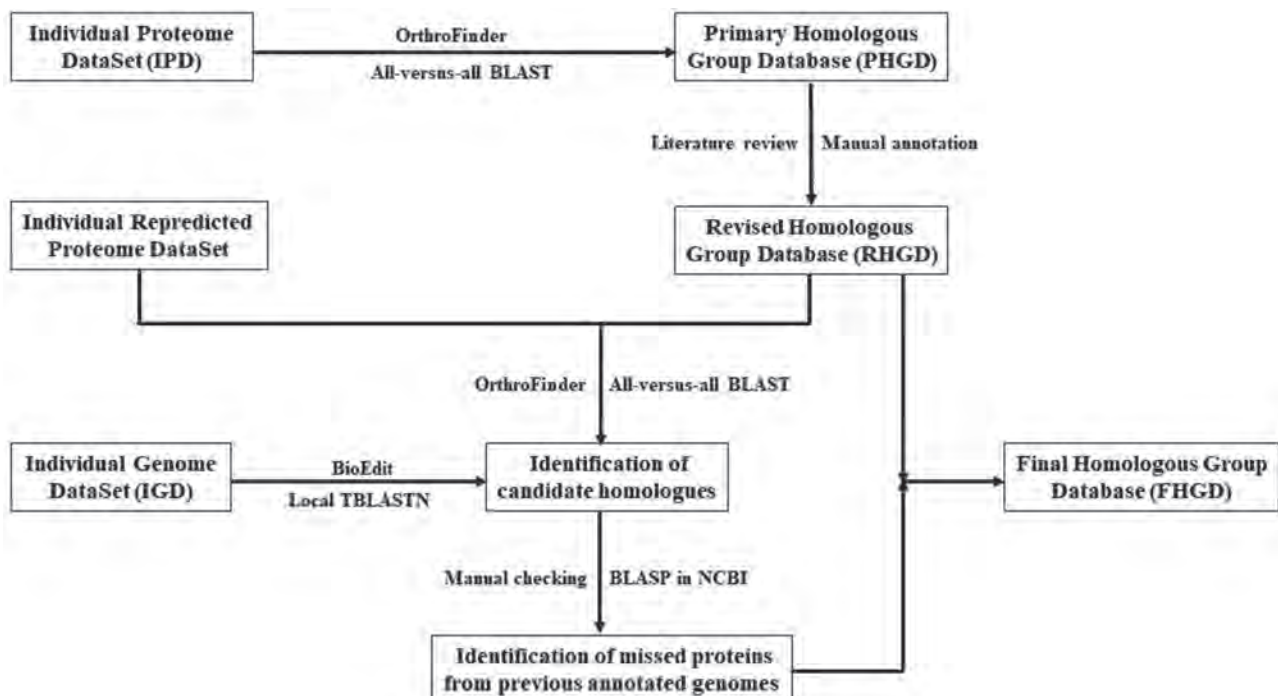 Individual Proteome
DataSet (IPD)
OrthroFinder
All-versus-all BLAST
Primary Homologous
Group Database (PHGD)
Literature review
Manual annotation
Individual Repredicted
Proteome DataSet
Revised Homologous
Group Database (RHGD)
OrthroFinder
All-versus-all BLAST
Individual Genome
DataSet (IGD)
BioEdit
Local TBLASTN
Identification of
candidate homologues
Final Homologous Group
Database (FHGD)
Manual checking
BLASP in NCBI
Identification of missed proteins
from previous annotated genomes